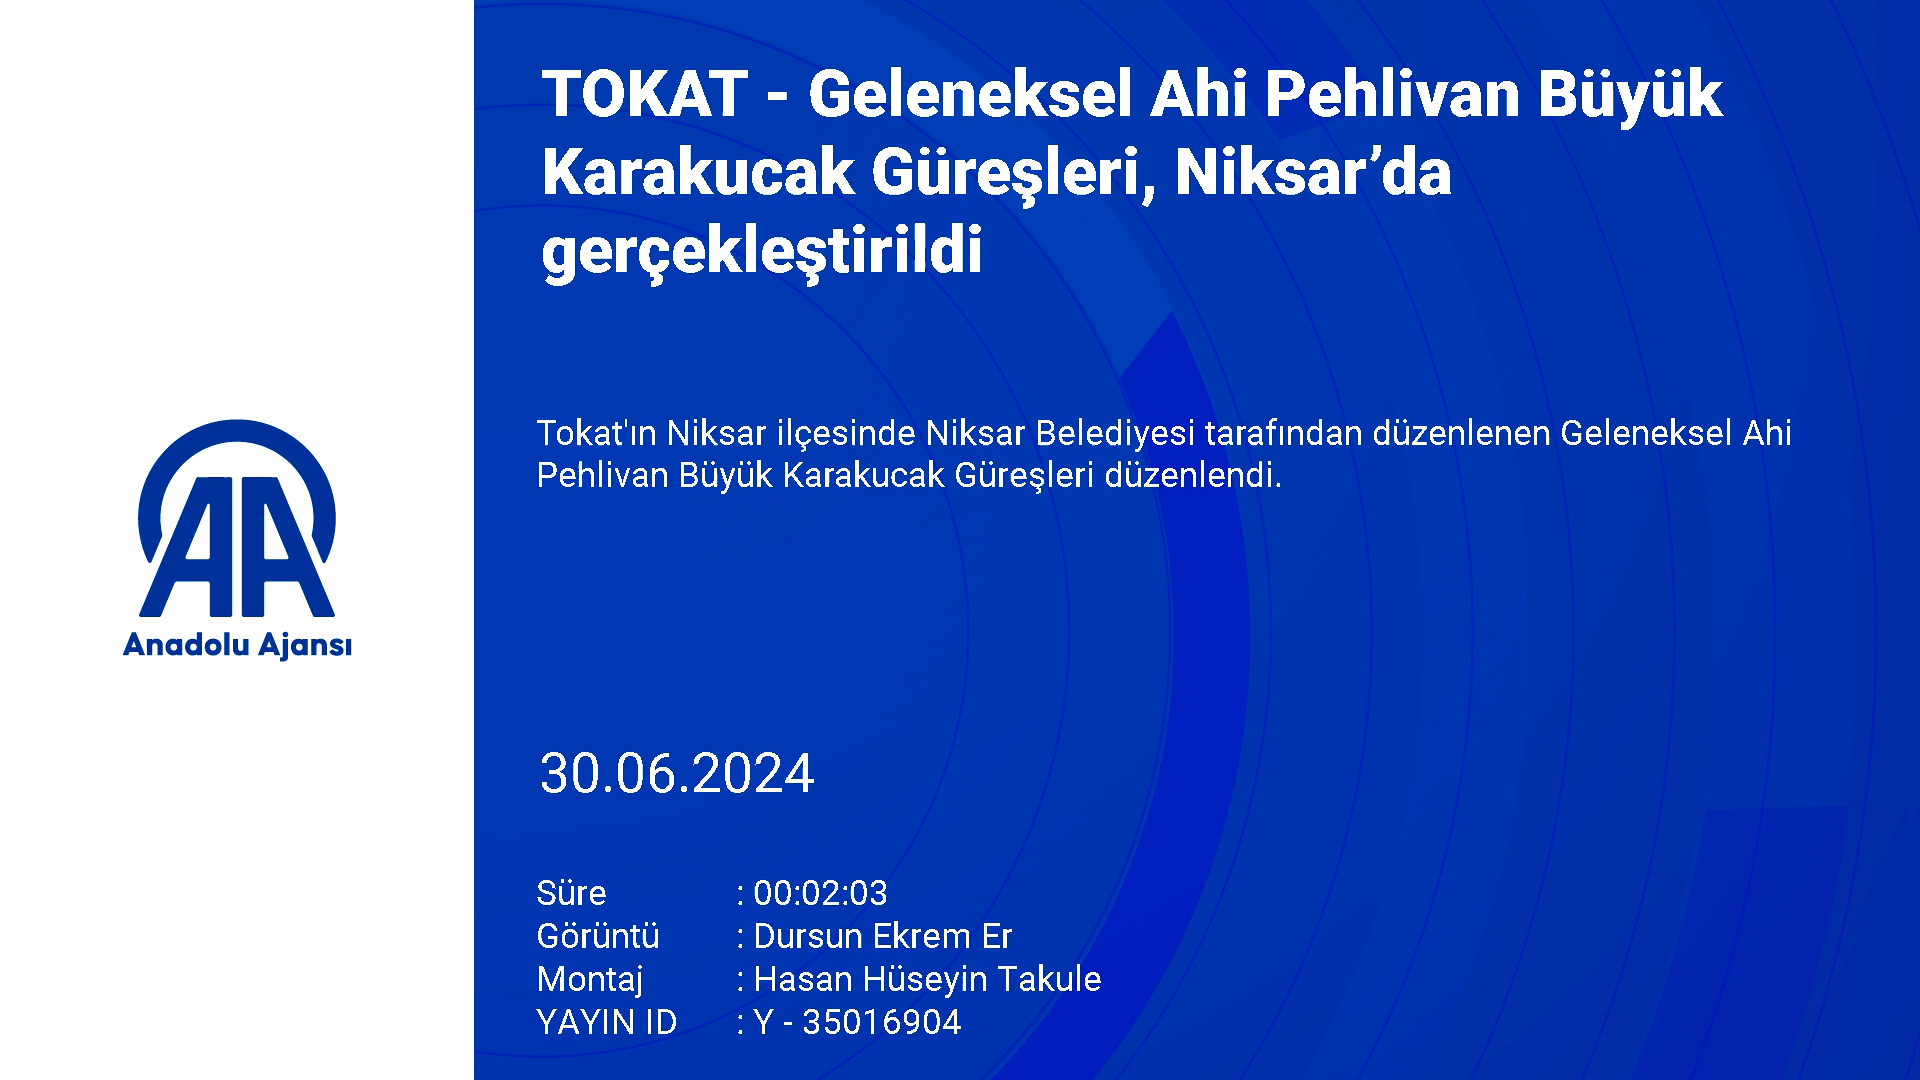 TOKAT - Geleneksel Ahi Pehlivan Büyük
Karakucak Güreşleri, Niksar’da
gerçekleştirildi
Tokat'ın Niksar ilçesinde Niksar Belediyesi tarafından düzenlenen Geleneksel Ahi
Pehlivan Büyük Karakucak Güreşleri düzenlendi.
AA
Anadolu Ajansı
30.06.2024
Süre : 00:02:03
Görüntü : Dursun Ekrem Er
Montaj : Hasan Hüseyin Takule
YAYIN ID : Y - 35016904